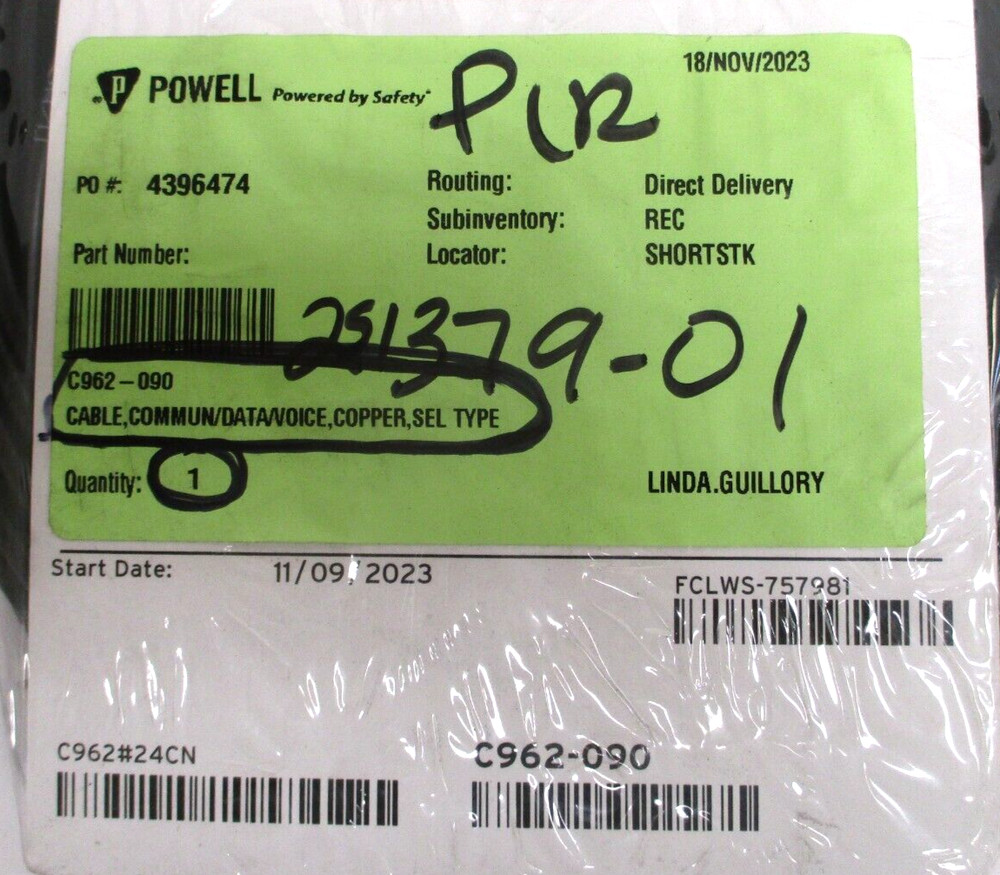 POWELL Powered by Safety
18/NOV/2023
PO #: 4396474
Routing: Direct Delivery
Subinventory: REC
Part Number:
Locator: SHORTSTK
291379-01
C962-090
CABLE,COMMUN/DATA/VOICE,COPPER,SEL TYPE
Quantity: 1
LINDA.GUILLORY
Start Date: 11/09/2023
FCLWS-757981
C962#24CN
C962-090